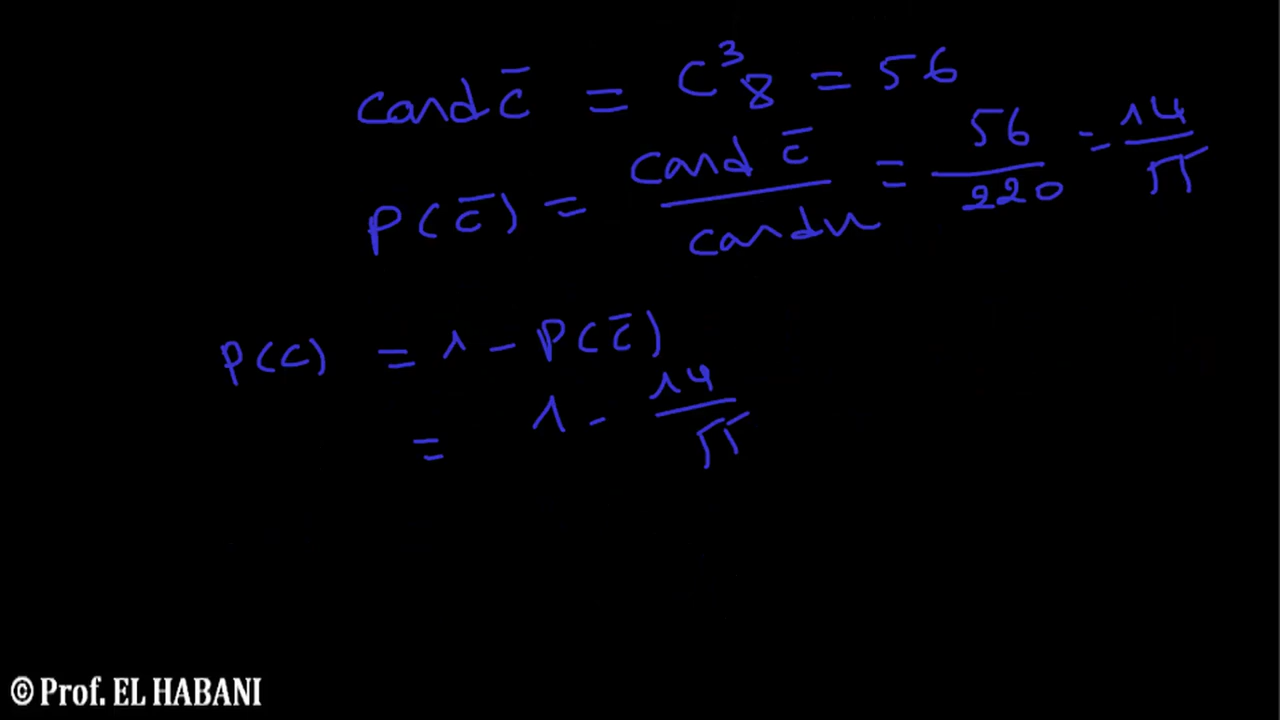 card c̄ = C³₈ = 56
P(c̄) = card c̄ / card Ω = 56/220 = 14/55
P(C) = 1 - P(c̄)
= 1 - 14/55
© Prof. EL HABANI